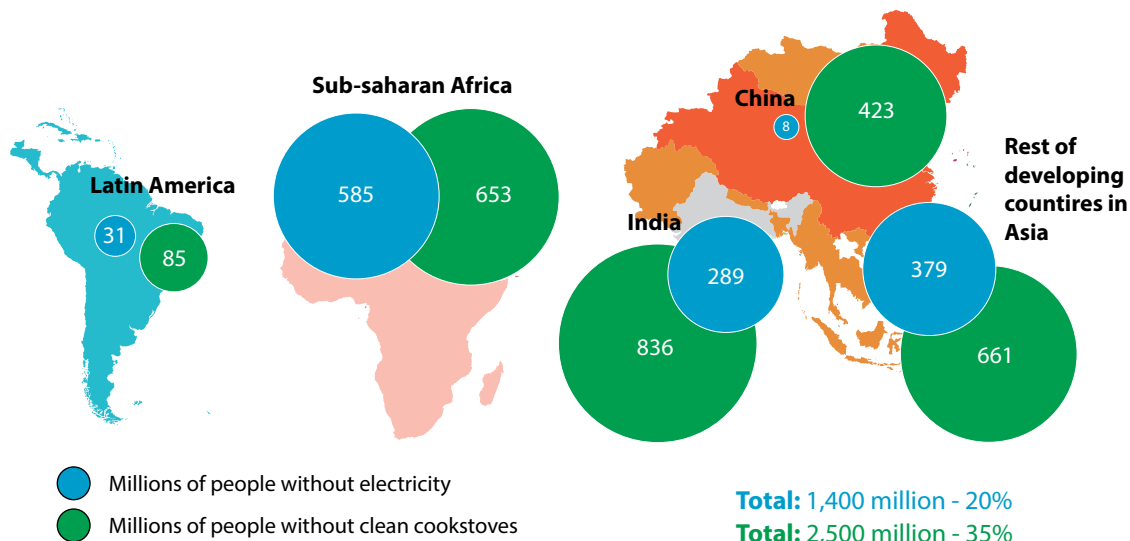 Sub-saharan Africa
585
653
Latin America
31
85
China
8
423
India
289
836
Rest of
developing
countires in
Asia
379
661
Millions of people without electricity
Millions of people without clean cookstoves
Total: 1,400 million - 20%
Total: 2,500 million - 35%